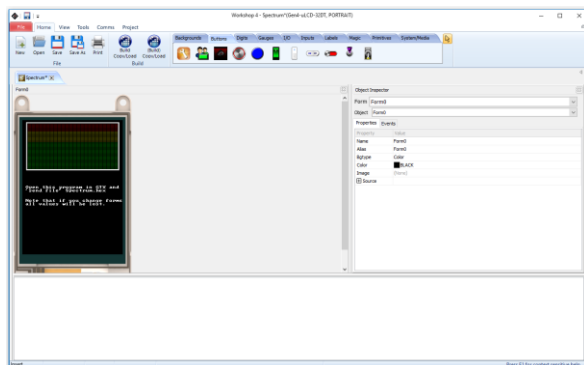 Workshop 4 - Spectrum*(Gen4-uLCD-32DT, PORTRAIT)
File Home View Tools Comms Project
New Open Save Save As Print
Build Copy/Load
(Build) Copy/Load
File
Build
Backgrounds Buttons Digits Gauges I/O Inputs Labels Magic Primitives System/Media
Spectrum*
Form0
Open this program in GTX and
Note that if you change forms
all values will be lost.
Object Inspector
Form Form0
Object Form0
Properties Events
Property Value
Name Form0
Alias Form0
Bgtype Color
Color BLACK
Image (None)
Source